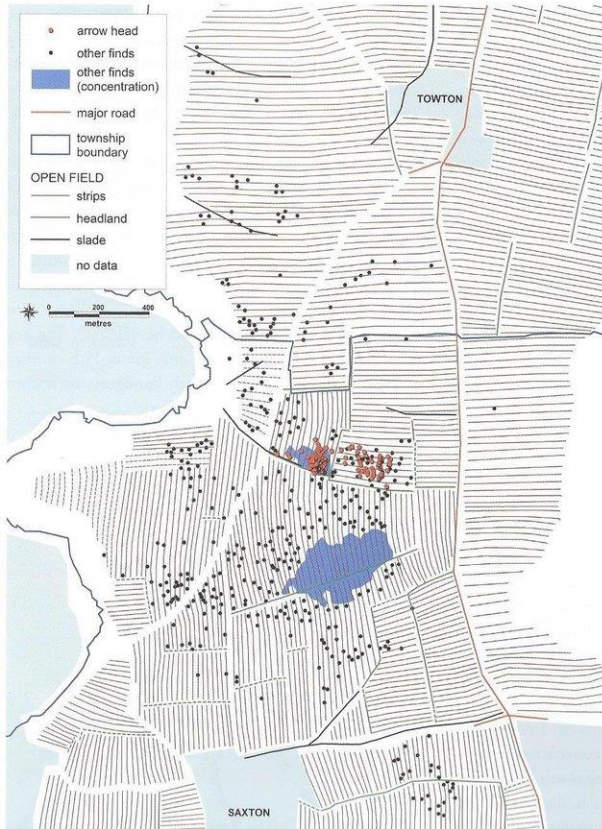 arrow head
other finds
other finds
(concentration)
major road
township
boundary
OPEN FIELD
strips
headland
slade
no data
0 200 400
metres
TOWTON
SAXTON